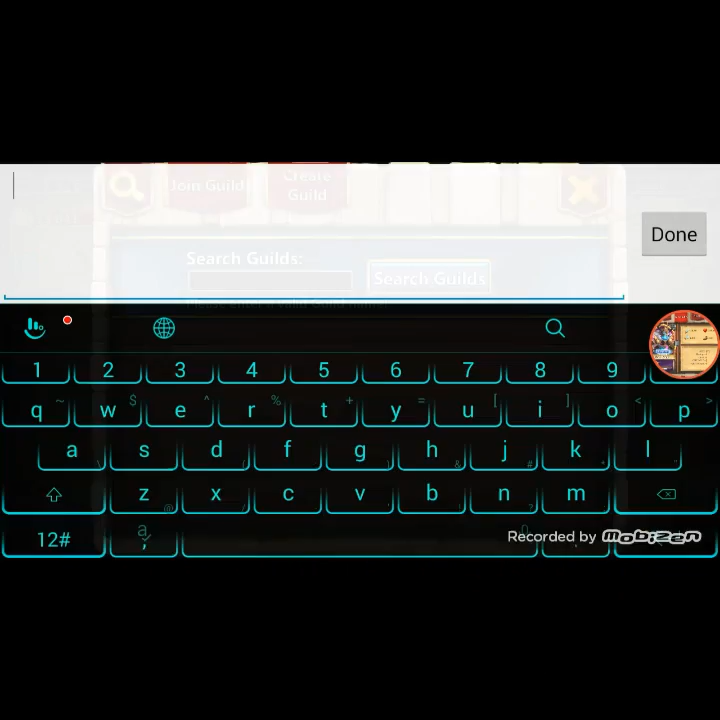 Join Guild
Create
Guild
Done
Search Guilds:
Search Guilds
1 2 3 4 5 6 7 8 9
q ~ w $ e ^ r % t + y = u [ i ] o < p >
a \ s d f g h & j # k l
z @ x c v b n ? m
12# a
Recorded by mobizen